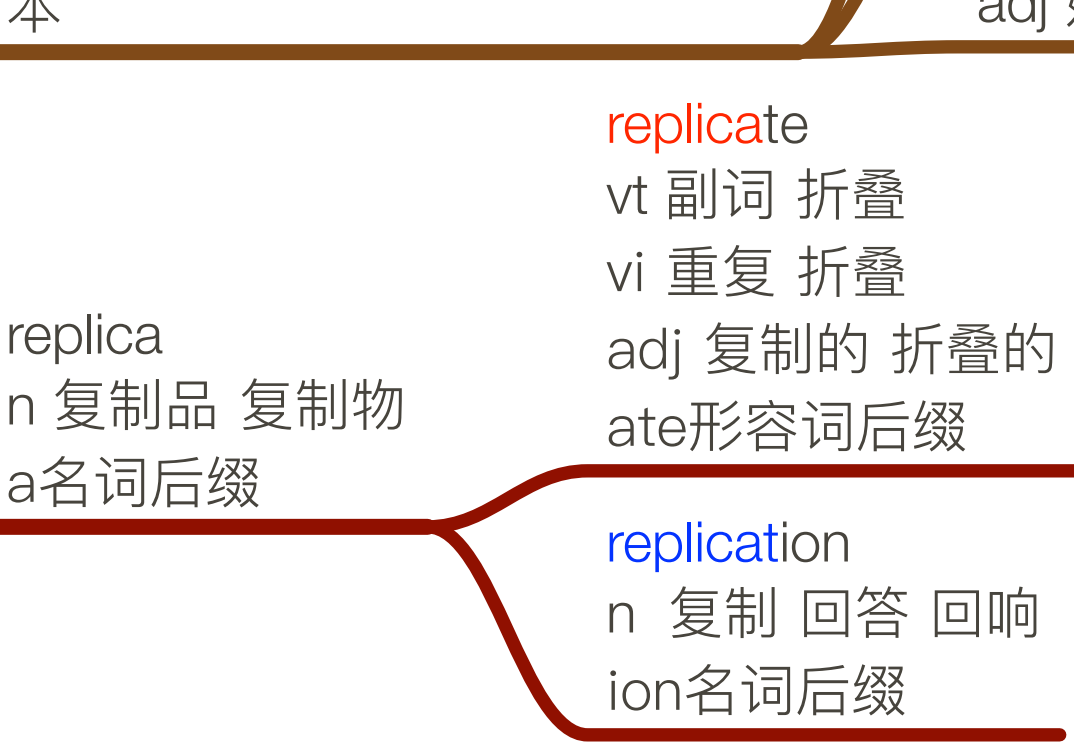 本
adj
replica
n 复制品 复制物
a名词后缀
replicate
vt 副词 折叠
vi 重复 折叠
adj 复制的 折叠的
ate形容词后缀
replication
n 复制 回答 回响
ion名词后缀